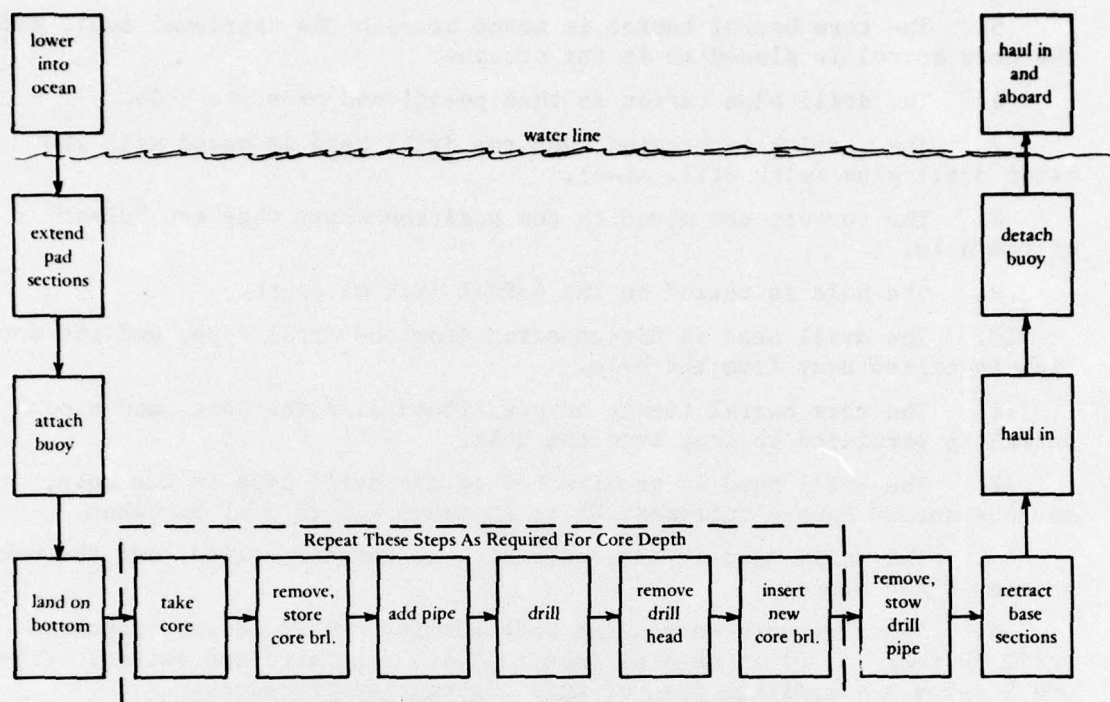 lower
into
ocean
extend
pad
sections
attach
buoy
land on
bottom
water line
Repeat These Steps As Required For Core Depth
take
core
remove,
store
core brl.
add pipe
drill
remove
drill
head
insert
new
core brl.
remove,
stow
drill
pipe
retract
base
sections
haul in
detach
buoy
haul in
and
aboard